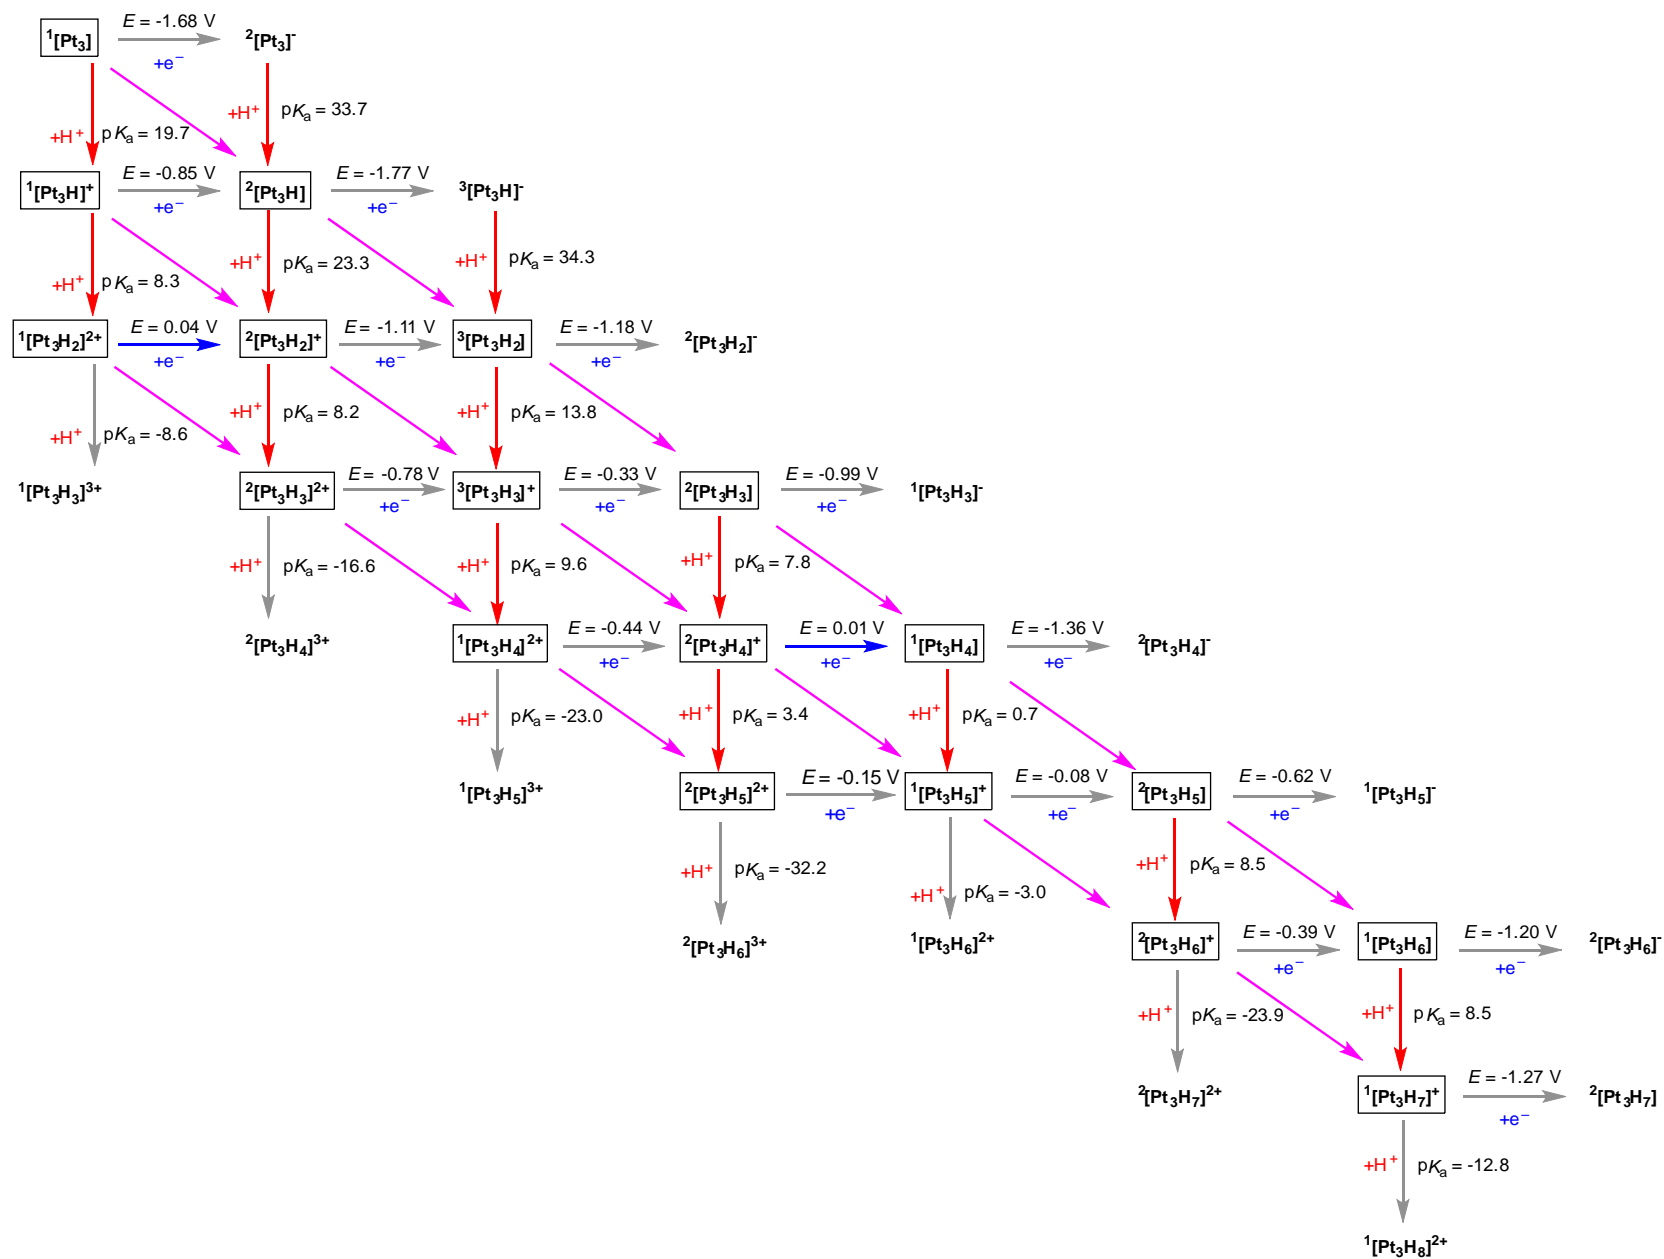 ¹[Pt₃] E = -1.68 V +e⁻ ²[Pt₃]⁻
+H⁺ pKₐ = 19.7 +H⁺ pKₐ = 33.7
¹[Pt₃H]⁺ E = -0.85 V +e⁻ ²[Pt₃H] E = -1.77 V +e⁻ ³[Pt₃H]⁻
+H⁺ pKₐ = 8.3 +H⁺ pKₐ = 23.3 +H⁺ pKₐ = 34.3
¹[Pt₃H₂]²⁺ E = 0.04 V +e⁻ ²[Pt₃H₂]⁺ E = -1.11 V +e⁻ ³[Pt₃H₂] E = -1.18 V +e⁻ ²[Pt₃H₂]⁻
+H⁺ pKₐ = -8.6 +H⁺ pKₐ = 8.2 +H⁺ pKₐ = 13.8
¹[Pt₃H₃]³⁺ ²[Pt₃H₃]²⁺ E = -0.78 V +e⁻ ³[Pt₃H₃]⁺ E = -0.33 V +e⁻ ²[Pt₃H₃] E = -0.99 V +e⁻ ¹[Pt₃H₃]⁻
+H⁺ pKₐ = -16.6 +H⁺ pKₐ = 9.6 +H⁺ pKₐ = 7.8
²[Pt₃H₄]³⁺ ¹[Pt₃H₄]²⁺ E = -0.44 V +e⁻ ²[Pt₃H₄]⁺ E = 0.01 V +e⁻ ¹[Pt₃H₄] E = -1.36 V +e⁻ ²[Pt₃H₄]⁻
+H⁺ pKₐ = -23.0 +H⁺ pKₐ = 3.4 +H⁺ pKₐ = 0.7
¹[Pt₃H₅]³⁺ ²[Pt₃H₅]²⁺ E = -0.15 V +e⁻ ¹[Pt₃H₅]⁺ E = -0.08 V +e⁻ ²[Pt₃H₅] E = -0.62 V +e⁻ ¹[Pt₃H₅]⁻
+H⁺ pKₐ = -32.2 +H⁺ pKₐ = -3.0 +H⁺ pKₐ = 8.5
²[Pt₃H₆]³⁺ ¹[Pt₃H₆]²⁺ ²[Pt₃H₆]⁺ E = -0.39 V +e⁻ ¹[Pt₃H₆] E = -1.20 V +e⁻ ²[Pt₃H₆]⁻
+H⁺ pKₐ = -23.9 +H⁺ pKₐ = 8.5
²[Pt₃H₇]²⁺ ¹[Pt₃H₇]⁺ E = -1.27 V +e⁻ ²[Pt₃H₇]
+H⁺ pKₐ = -12.8
¹[Pt₃H₈]²⁺